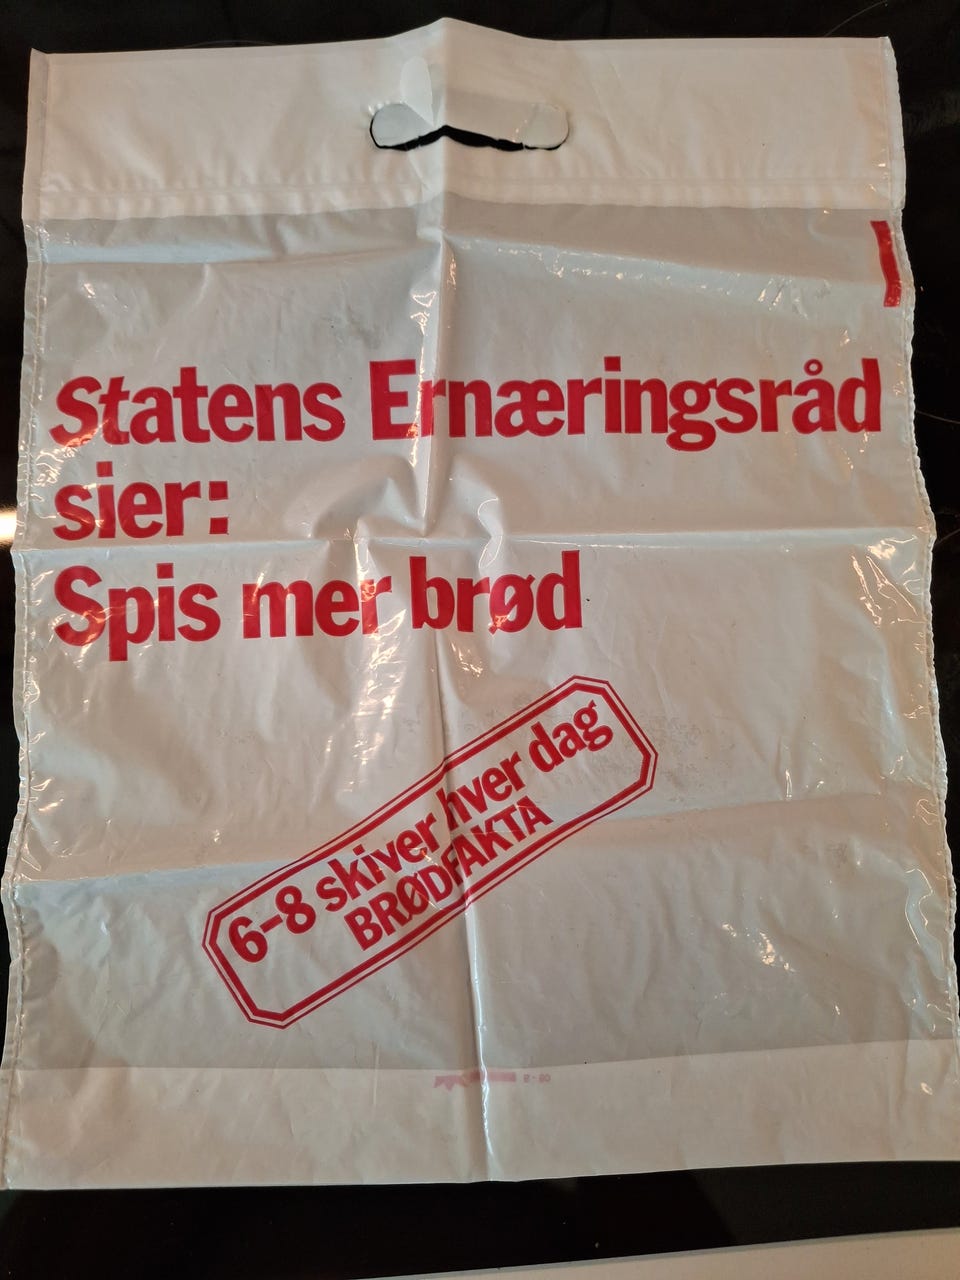 Statens Ernæringsråd
sier:
Spis mer brød
6-8 skiver hver dag
BRØDFAKTA